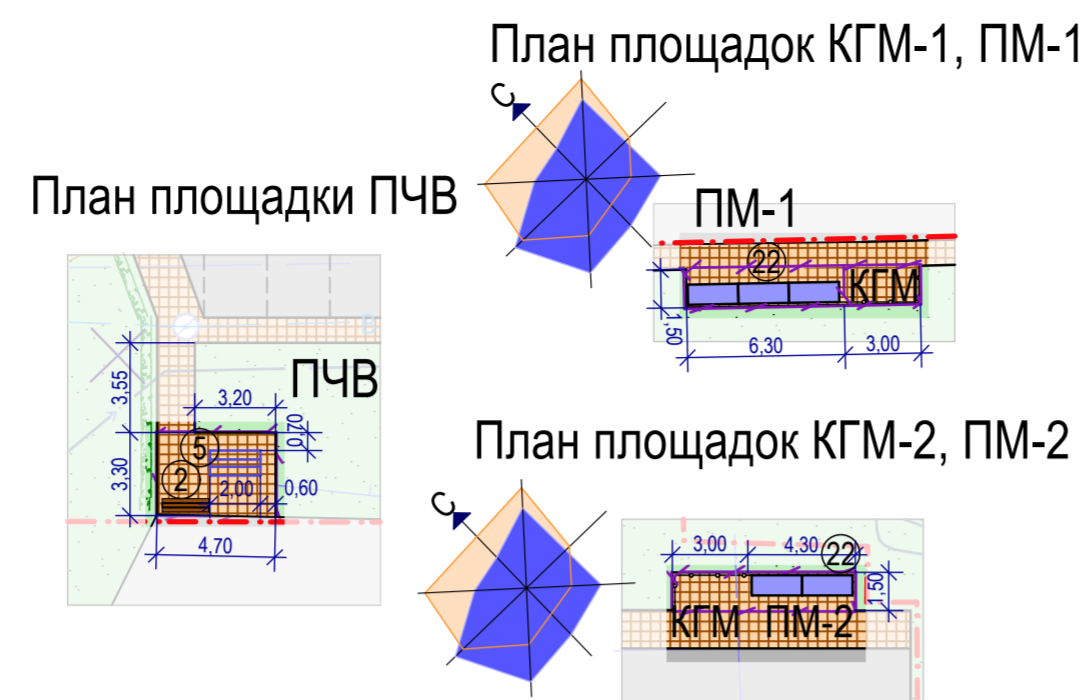 План площадок КГМ-1, ПМ-1
С
План площадки ПЧВ
ПМ-1
22
КГМ
1,50
6,30
3,00
ПЧВ
3,55
3,20
0,70
5
2
3,30
2,00
0,60
4,70
План площадок КГМ-2, ПМ-2
С
3,00
4,30
22
1,50
КГМ ПМ-2